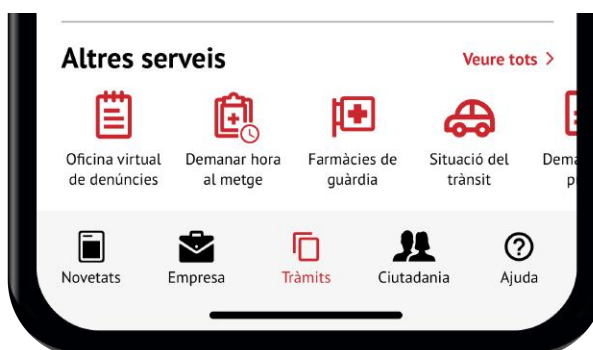 Altres serveis
Veure tots >
Oficina virtual
de denúncies
Demanar hora
al metge
Farmàcies de
guàrdia
Situació del
trànsit
Novetats
Empresa
Tràmits
Ciutadania
Ajuda